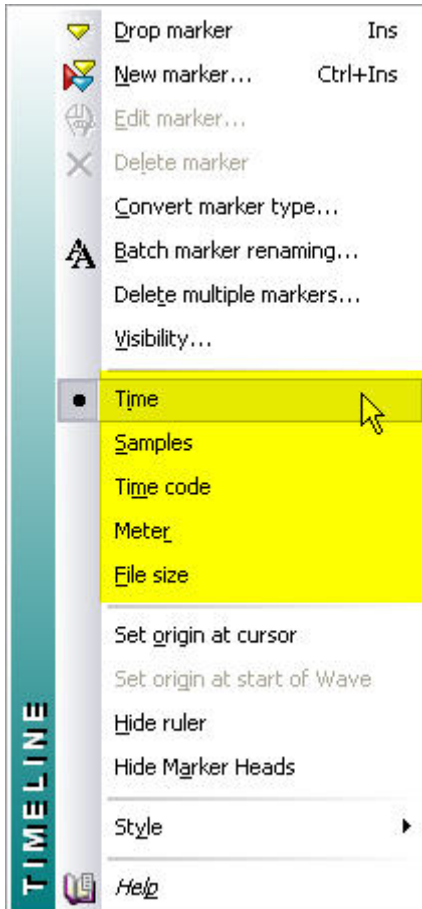 Drop marker Ins
New marker... Ctrl+Ins
Edit marker...
Delete marker
Convert marker type...
Batch marker renaming...
Delete multiple markers...
Visibility...
Time
Samples
Time code
Meter
File size
Set origin at cursor
Set origin at start of Wave
Hide ruler
Hide Marker Heads
Style
Help
TIMELINE